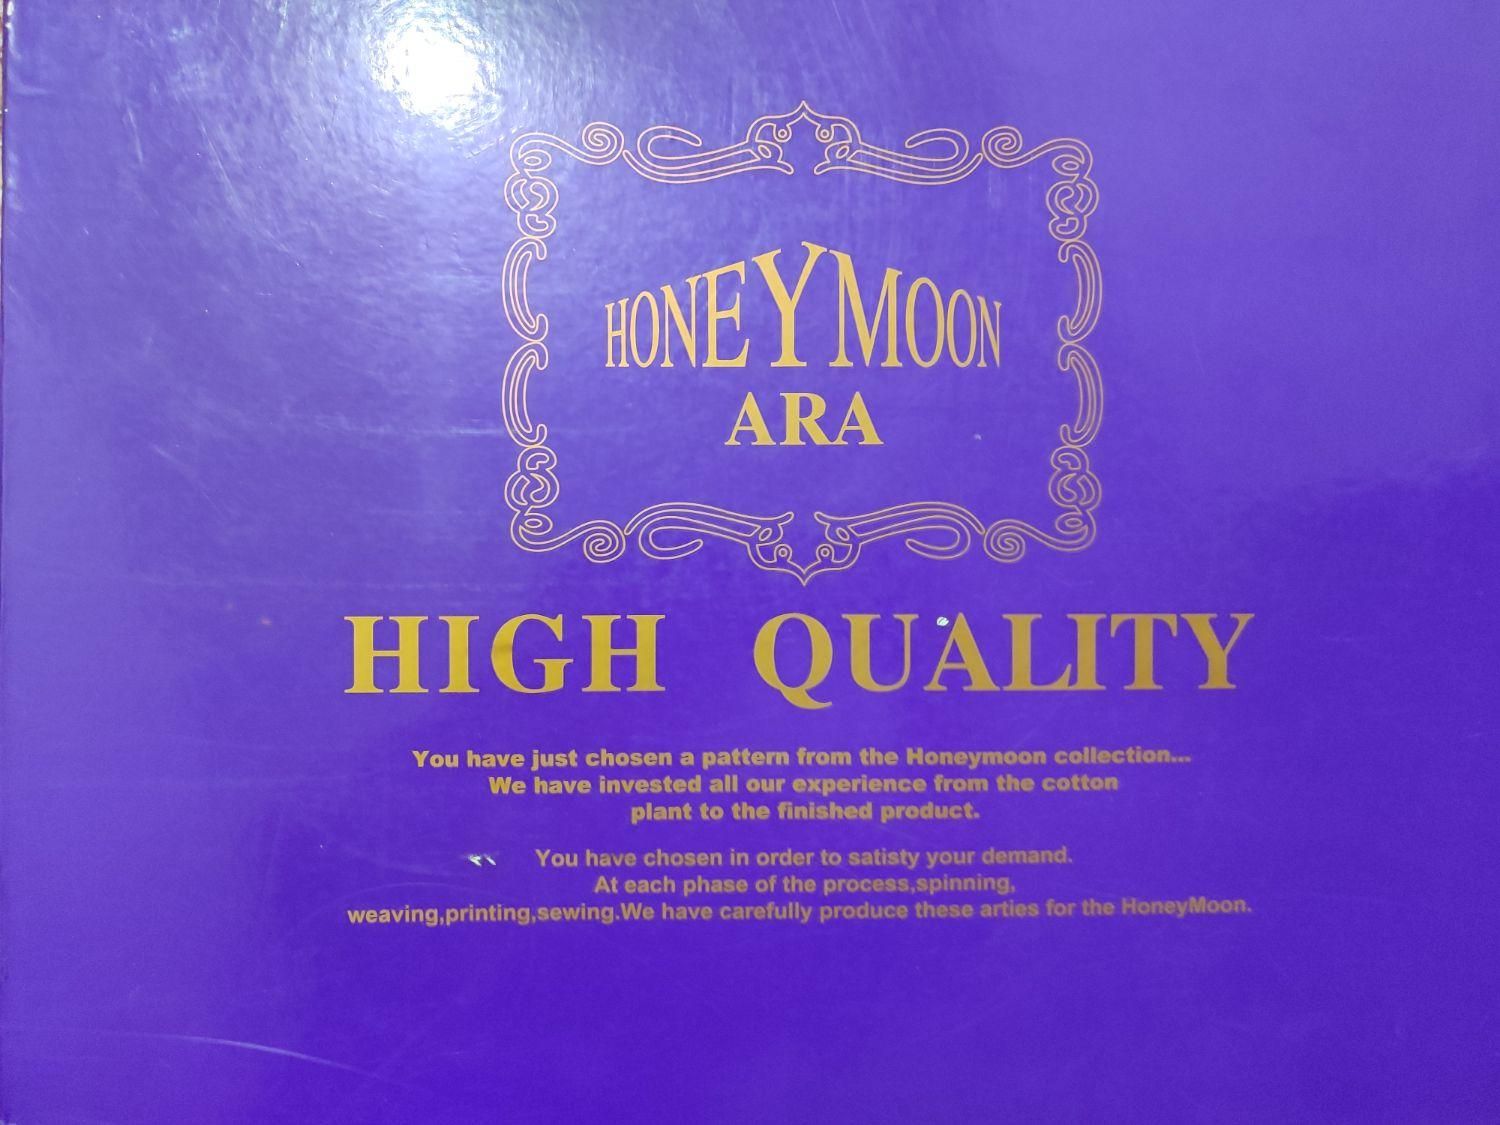 HONEYMOON
ARA
HIGH QUALITY
You have just chosen a pattern from the Honeymoon collection...
We have invested all our experience from the cotton
plant to the finished product.
You have chosen in order to satisty your demand.
At each phase of the process,spinning,
weaving,printing,sewing.We have carefully produce these arties for the HoneyMoon.